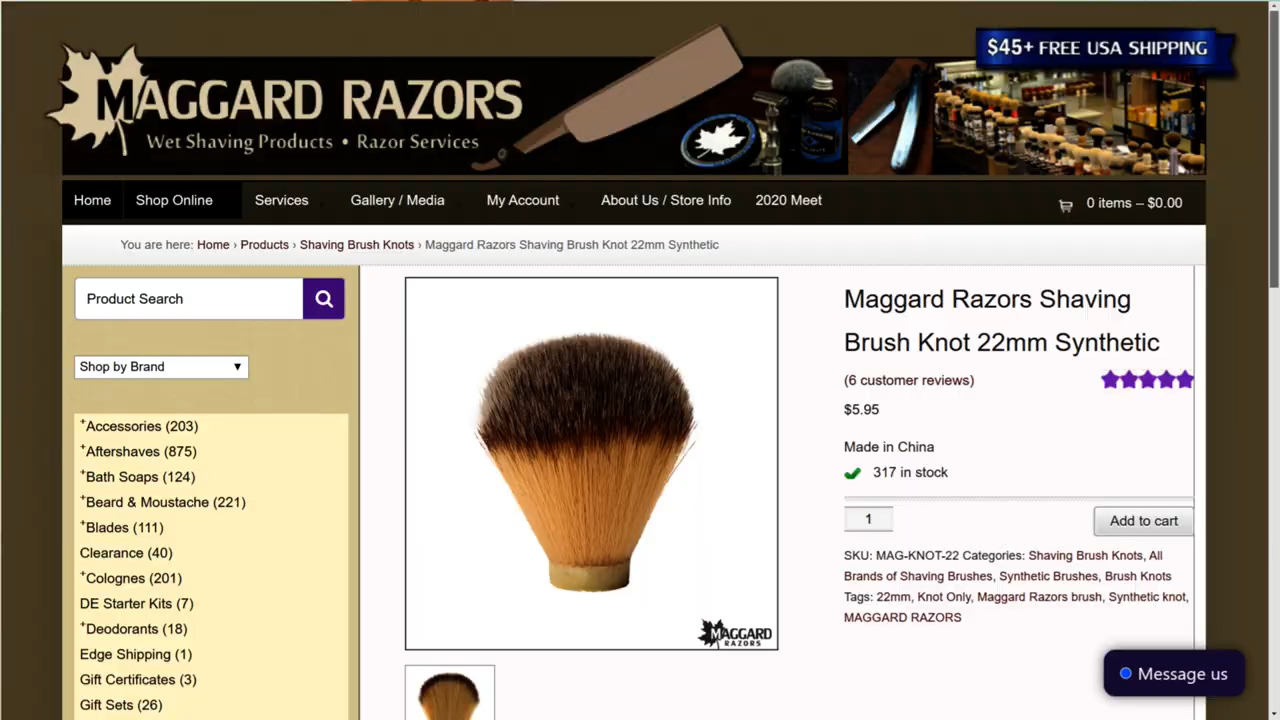 $45+ FREE USA SHIPPING
MAGGARD RAZORS
Wet Shaving Products • Razor Services
Home
Shop Online
Services
Gallery / Media
My Account
About Us / Store Info
2020 Meet
0 items – $0.00
You are here: Home › Products › Shaving Brush Knots › Maggard Razors Shaving Brush Knot 22mm Synthetic
Product Search
Shop by Brand
+Accessories (203)
+Aftershaves (875)
+Bath Soaps (124)
+Beard & Moustache (221)
+Blades (111)
Clearance (40)
+Colognes (201)
DE Starter Kits (7)
+Deodorants (18)
Edge Shipping (1)
Gift Certificates (3)
Gift Sets (26)
MAGGARD
RAZORS
Maggard Razors Shaving
Brush Knot 22mm Synthetic
(6 customer reviews)
$5.95
Made in China
317 in stock
1
Add to cart
SKU: MAG-KNOT-22 Categories: Shaving Brush Knots, All
Brands of Shaving Brushes, Synthetic Brushes, Brush Knots
Tags: 22mm, Knot Only, Maggard Razors brush, Synthetic knot,
MAGGARD RAZORS
Message us